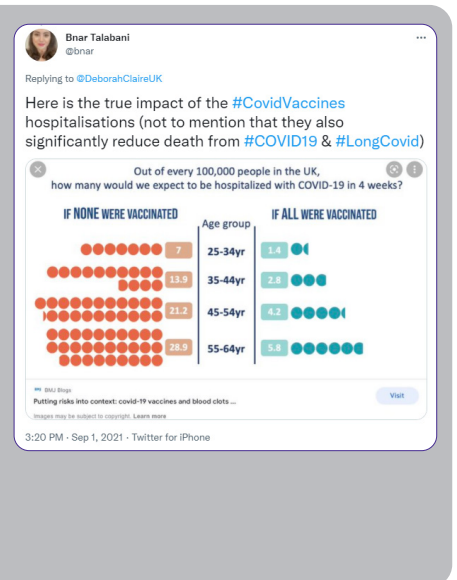 Bnar Talabani
@bnar
Replying to @DeborahClaireUK
Here is the true impact of the #CovidVaccines
hospitalisations (not to mention that they also
significantly reduce death from #COVID19 & #LongCovid)
Out of every 100,000 people in the UK,
how many would we expect to be hospitalized with COVID-19 in 4 weeks?
IF NONE WERE VACCINATED
Age group
IF ALL WERE VACCINATED
7 25-34yr 1.4
13.9 35-44yr 2.8
21.2 45-54yr 4.2
28.9 55-64yr 5.8
BMJ Blogs
Putting risks into context: covid-19 vaccines and blood clots ...
Visit
Images may be subject to copyright. Learn more
3:20 PM · Sep 1, 2021 · Twitter for iPhone